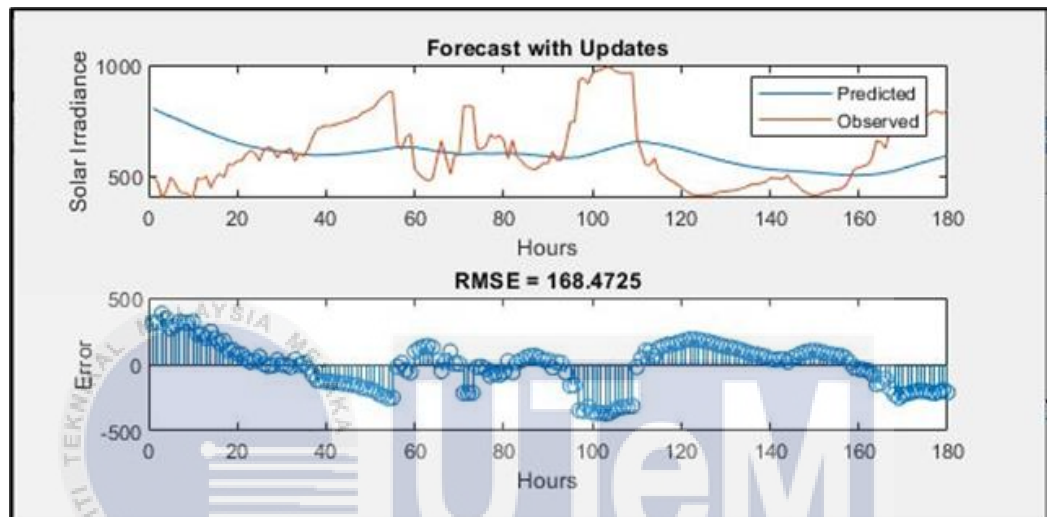 Forecast with Updates
Solar Irradiance
1000
500
Predicted
Observed
0 20 40 60 80 100 120 140 160 180
Hours
RMSE = 168.4725
Error
500
0
-500
0 20 40 60 80 100 120 140 160 180
Hours
UTeM